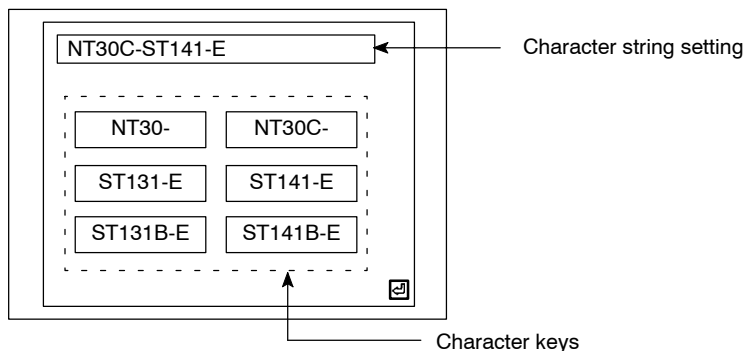 NT30C-ST141-E
Character string setting
NT30- NT30C-
ST131-E ST141-E
ST131B-E ST141B-E
Character keys